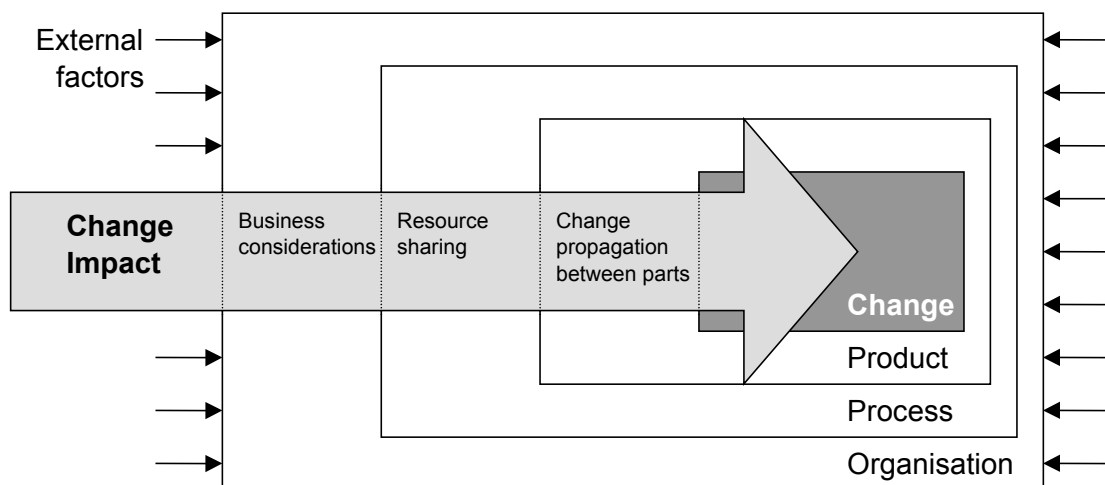 External
factors
Change
Impact
Business
considerations
Resource
sharing
Change
propagation
between parts
Change
Product
Process
Organisation